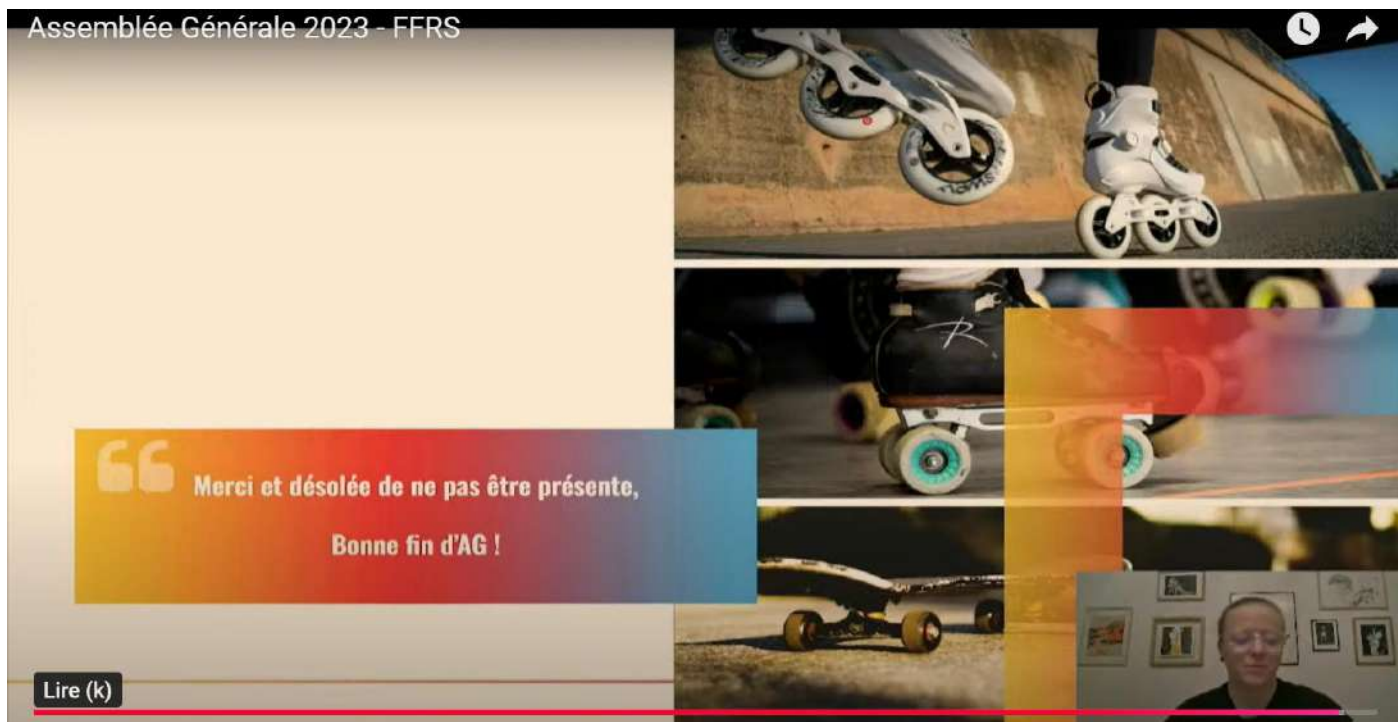 Assemblée Générale 2023 - FFRS
Merci et désolée de ne pas être présente,
Bonne fin d'AG !
Lire (k)